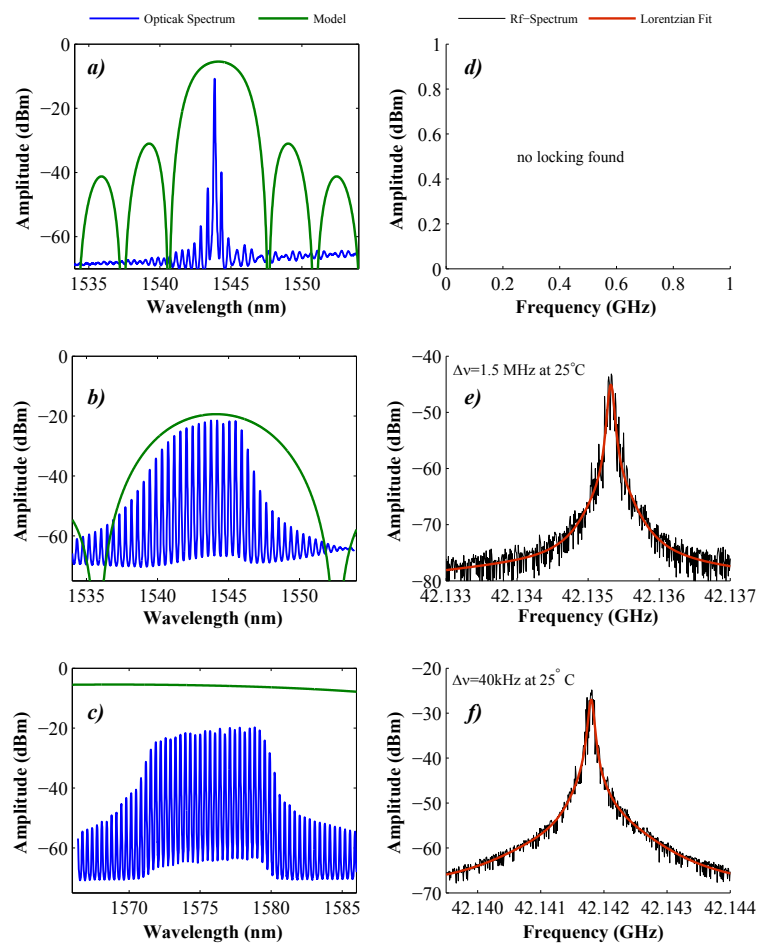 Opticak Spectrum Model
Rf-Spectrum Lorentzian Fit
a)
Amplitude (dBm)
0
−20
−40
−60
1535 1540 1545 1550
Wavelength (nm)
d)
no locking found
Amplitude (dBm)
1
0.8
0.6
0.4
0.2
0
0 0.2 0.4 0.6 0.8 1
Frequency (GHz)
b)
Amplitude (dBm)
0
−20
−40
−60
1535 1540 1545 1550
Wavelength (nm)
Δν=1.5 MHz at 25°C
e)
Amplitude (dBm)
−40
−50
−60
−70
−80
42.133 42.134 42.135 42.136 42.137
Frequency (GHz)
c)
Amplitude (dBm)
0
−20
−40
−60
1570 1575 1580 1585
Wavelength (nm)
Δν=40kHz at 25° C
f)
Amplitude (dBm)
−20
−30
−40
−50
−60
−70
42.140 42.141 42.142 42.143 42.144
Frequency (GHz)